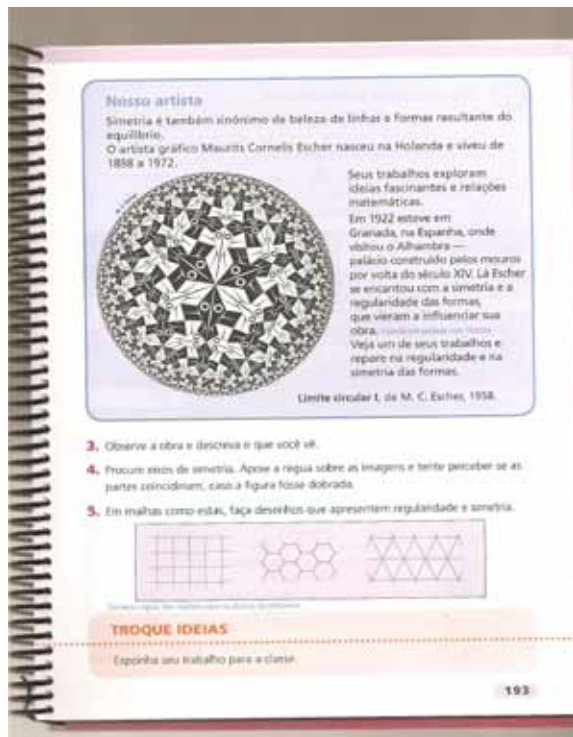 Nosso artista
Simetria é também sinônimo de beleza de linhas e formas resultante do
equilíbrio.
O artista gráfico Maurits Cornelis Escher nasceu na Holanda e viveu de
1898 a 1972.
Seus trabalhos exploram
ideias fascinantes e relações
matemáticas.
Em 1922 esteve em
Granada, na Espanha, onde
visitou o Alhambra —
palácio construído pelos mouros
por volta do século XIV. Lá Escher
se encantou com a simetria e a
regularidade das formas,
que vieram a influenciar sua
obra.
Veja um de seus trabalhos e
repare na regularidade e na
simetria das formas.
Limite circular I, de M. C. Escher, 1958.
3. Observe a obra e descreva o que você vê.
4. Procure eixos de simetria. Apoie a régua sobre as imagens e tente perceber se as
partes coincidiriam, caso a figura fosse dobrada.
5. Em malhas como estas, faça desenhos que apresentem regularidade e simetria.
TROQUE IDEIAS
Exponha seu trabalho para a classe.
193